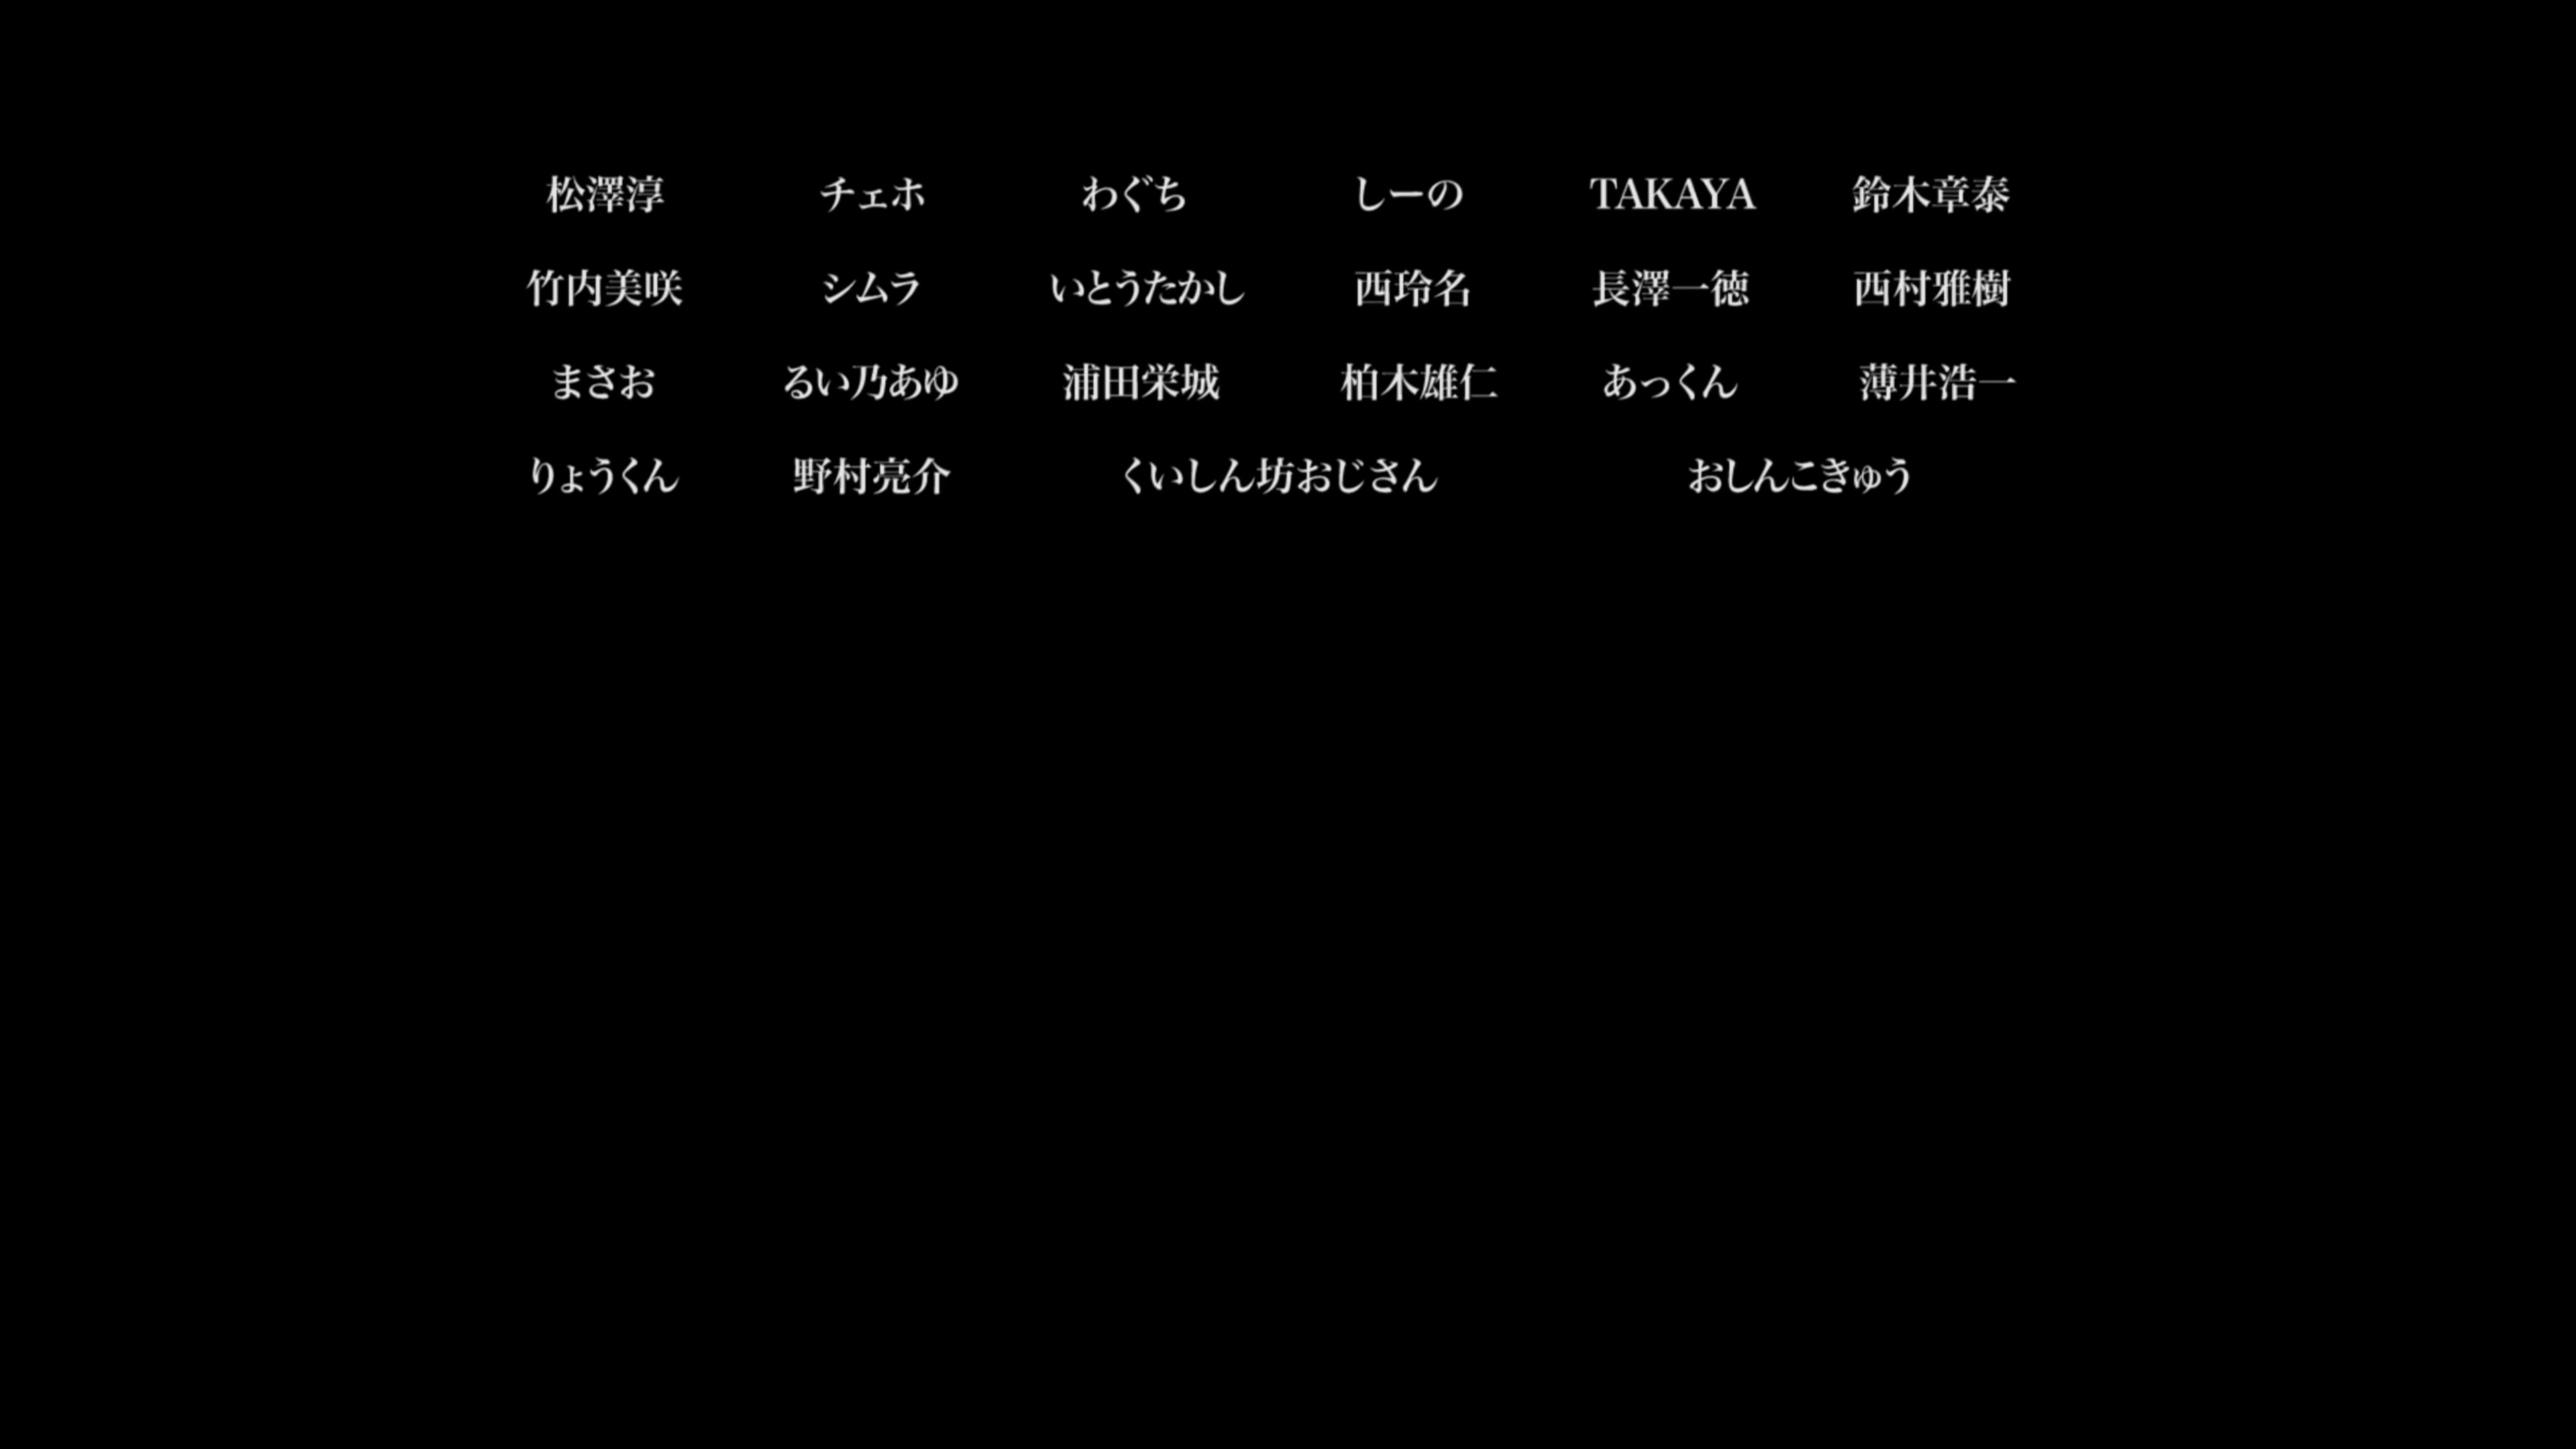 松澤淳 チェホ わぐち しーの TAKAYA 鈴木章泰
竹内美咲 シムラ いとうたかし 西玲名 長澤一徳 西村雅樹
まさお るい乃あゆ 浦田栄城 柏木雄仁 あっくん 薄井浩一
りょうくん 野村亮介 くいしん坊おじさん おしんこきゅう